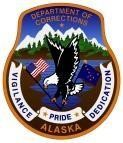 DEPARTMENT OF
CORRECTIONS
VIGILANCE
PRIDE
DEDICATION
ALASKA